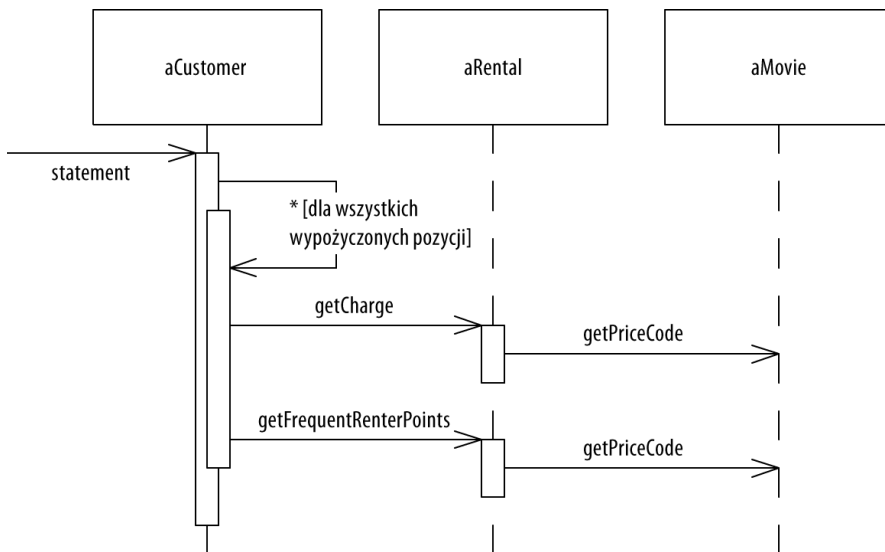 aCustomer
aRental
aMovie
statement
* [dla wszystkich
wypożyczonych pozycji]
getCharge
getPriceCode
getFrequentRenterPoints
getPriceCode